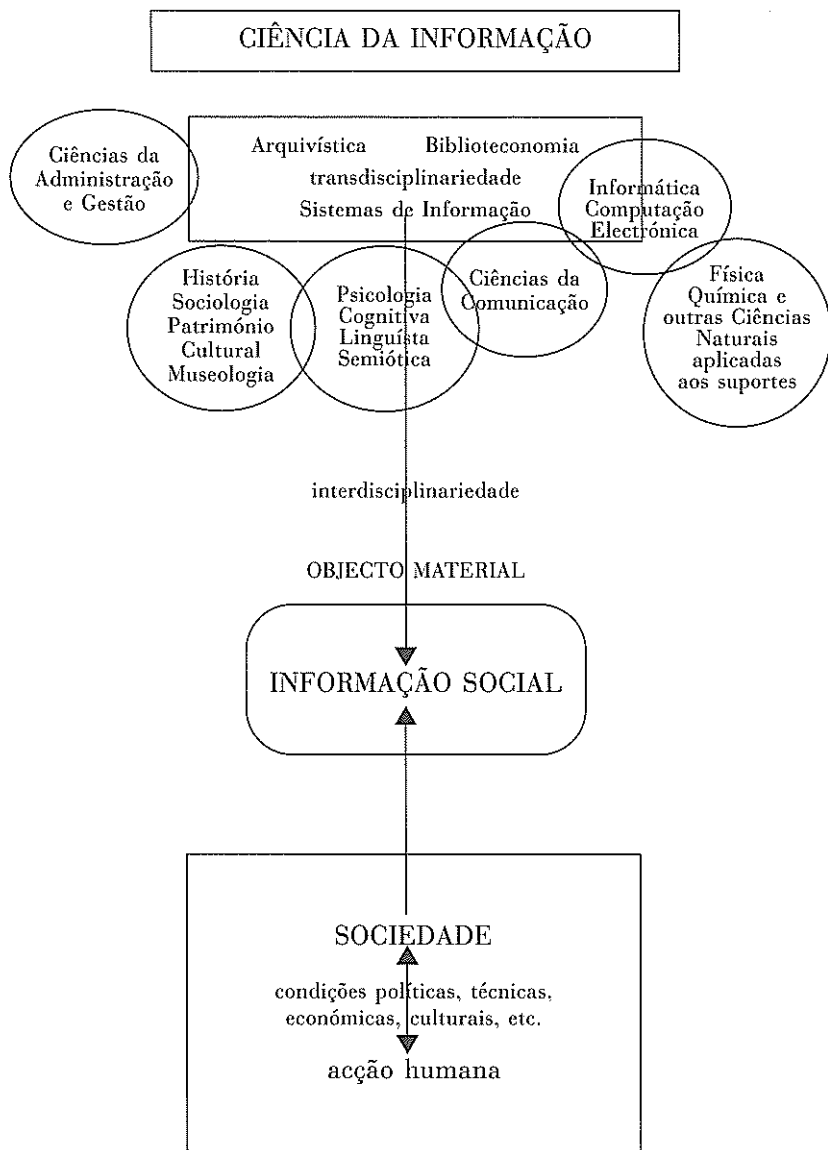 CIÊNCIA DA INFORMAÇÃO
Arquivística Biblioteconomia
transdisciplinariedade
Sistemas de Informação
Ciências da
Administração
e Gestão
Informática
Computação
Electrónica
História
Sociologia
Património
Cultural
Museologia
Psicologia
Cognitiva
Linguísta
Semiótica
Ciências da
Comunicação
Física
Química e
outras Ciências
Naturais
aplicadas
aos suportes
interdisciplinariedade
OBJECTO MATERIAL
INFORMAÇÃO SOCIAL
SOCIEDADE
condições políticas, técnicas,
económicas, culturais, etc.
acção humana